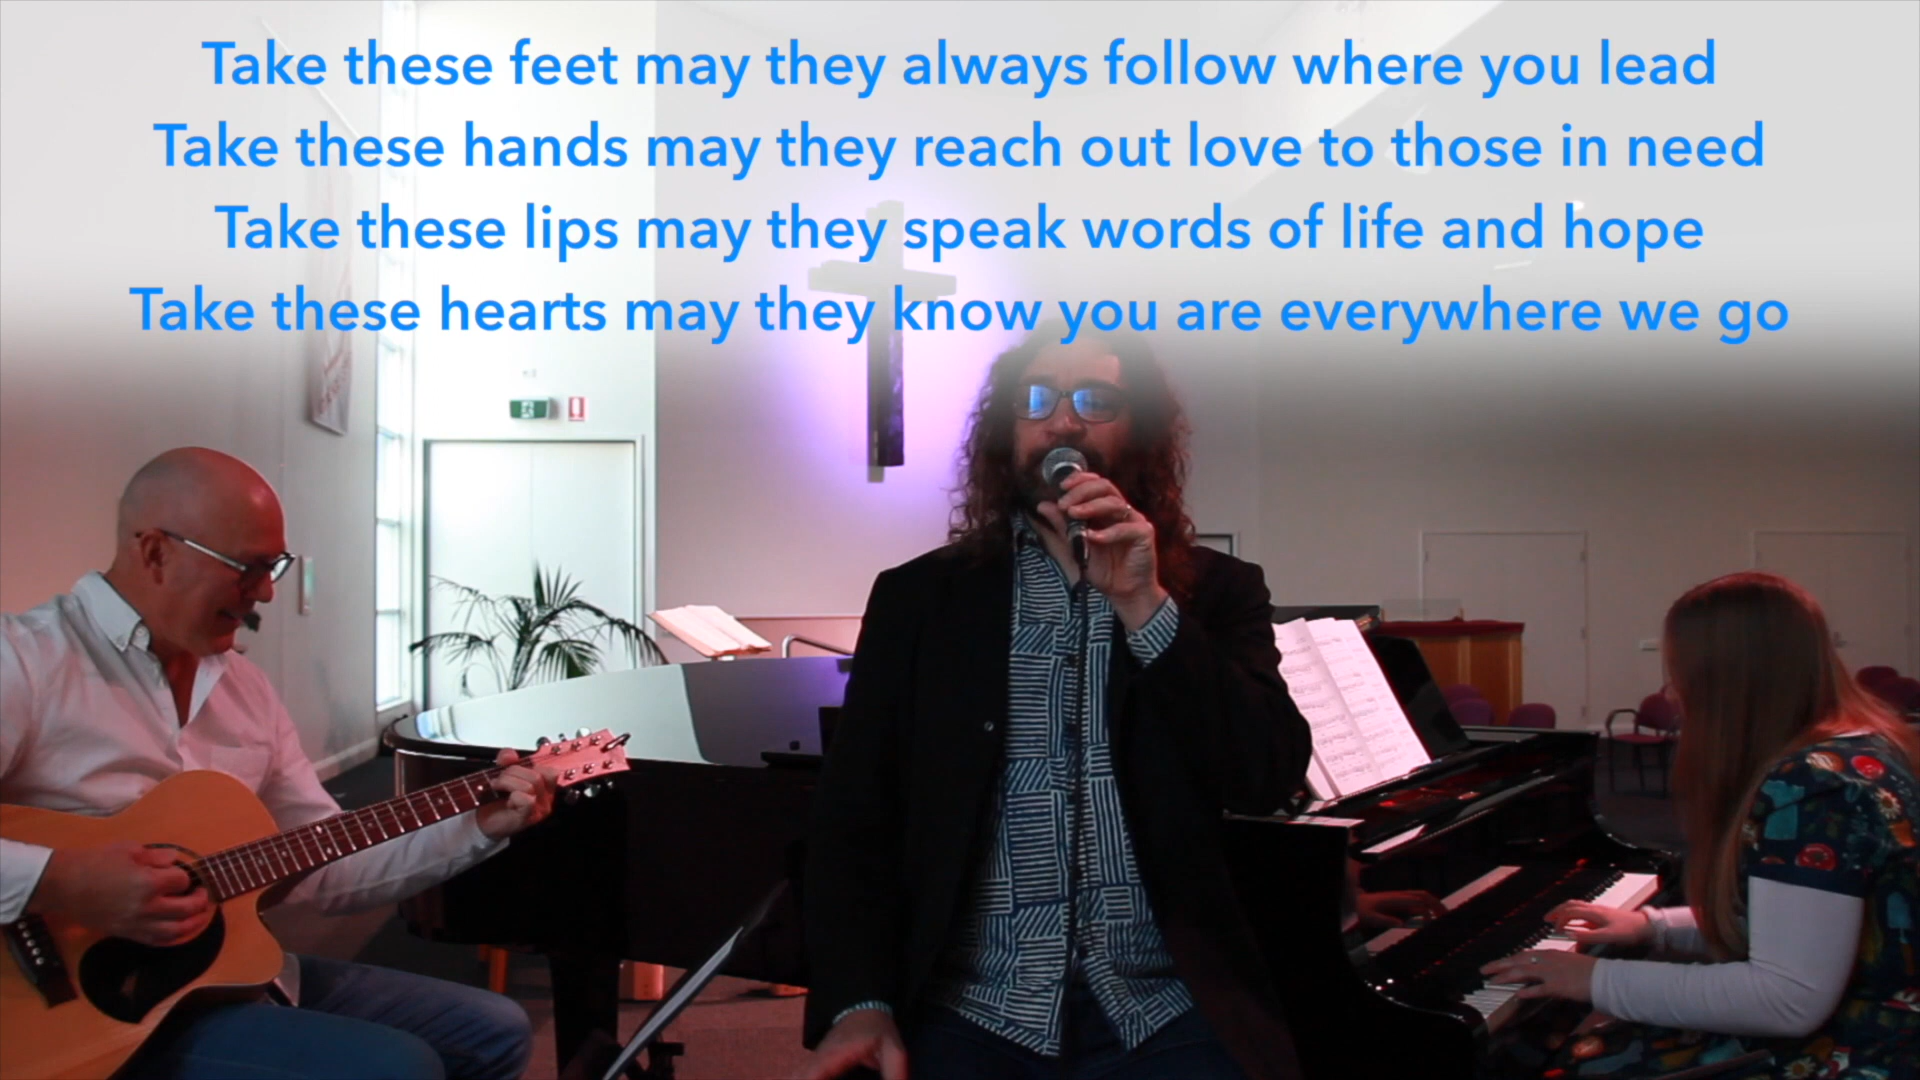 Take these feet may they always follow where you lead
Take these hands may they reach out love to those in need
Take these lips may they speak words of life and hope
Take these hearts may they know you are everywhere we go